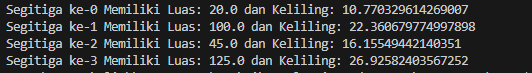 Segitiga ke-0 Memiliki Luas: 20.0 dan Keliling: 10.770329614269007
Segitiga ke-1 Memiliki Luas: 100.0 dan Keliling: 22.360679774997898
Segitiga ke-2 Memiliki Luas: 45.0 dan Keliling: 16.15549442140351
Segitiga ke-3 Memiliki Luas: 125.0 dan Keliling: 26.92582403567252